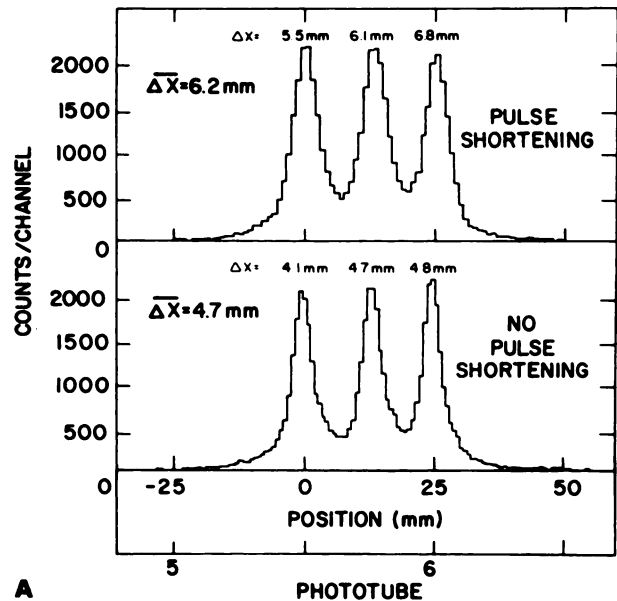 ΔX= 5.5mm 6.1mm 6.8mm
2000
1500
1000
500
0
ΔX=6.2mm
PULSE
SHORTENING
COUNTS/CHANNEL
ΔX= 4.1mm 4.7mm 4.8mm
2000
1500
1000
500
0
ΔX=4.7mm
NO
PULSE
SHORTENING
-25 0 25 50
POSITION (mm)
5 6
A PHOTOTUBE